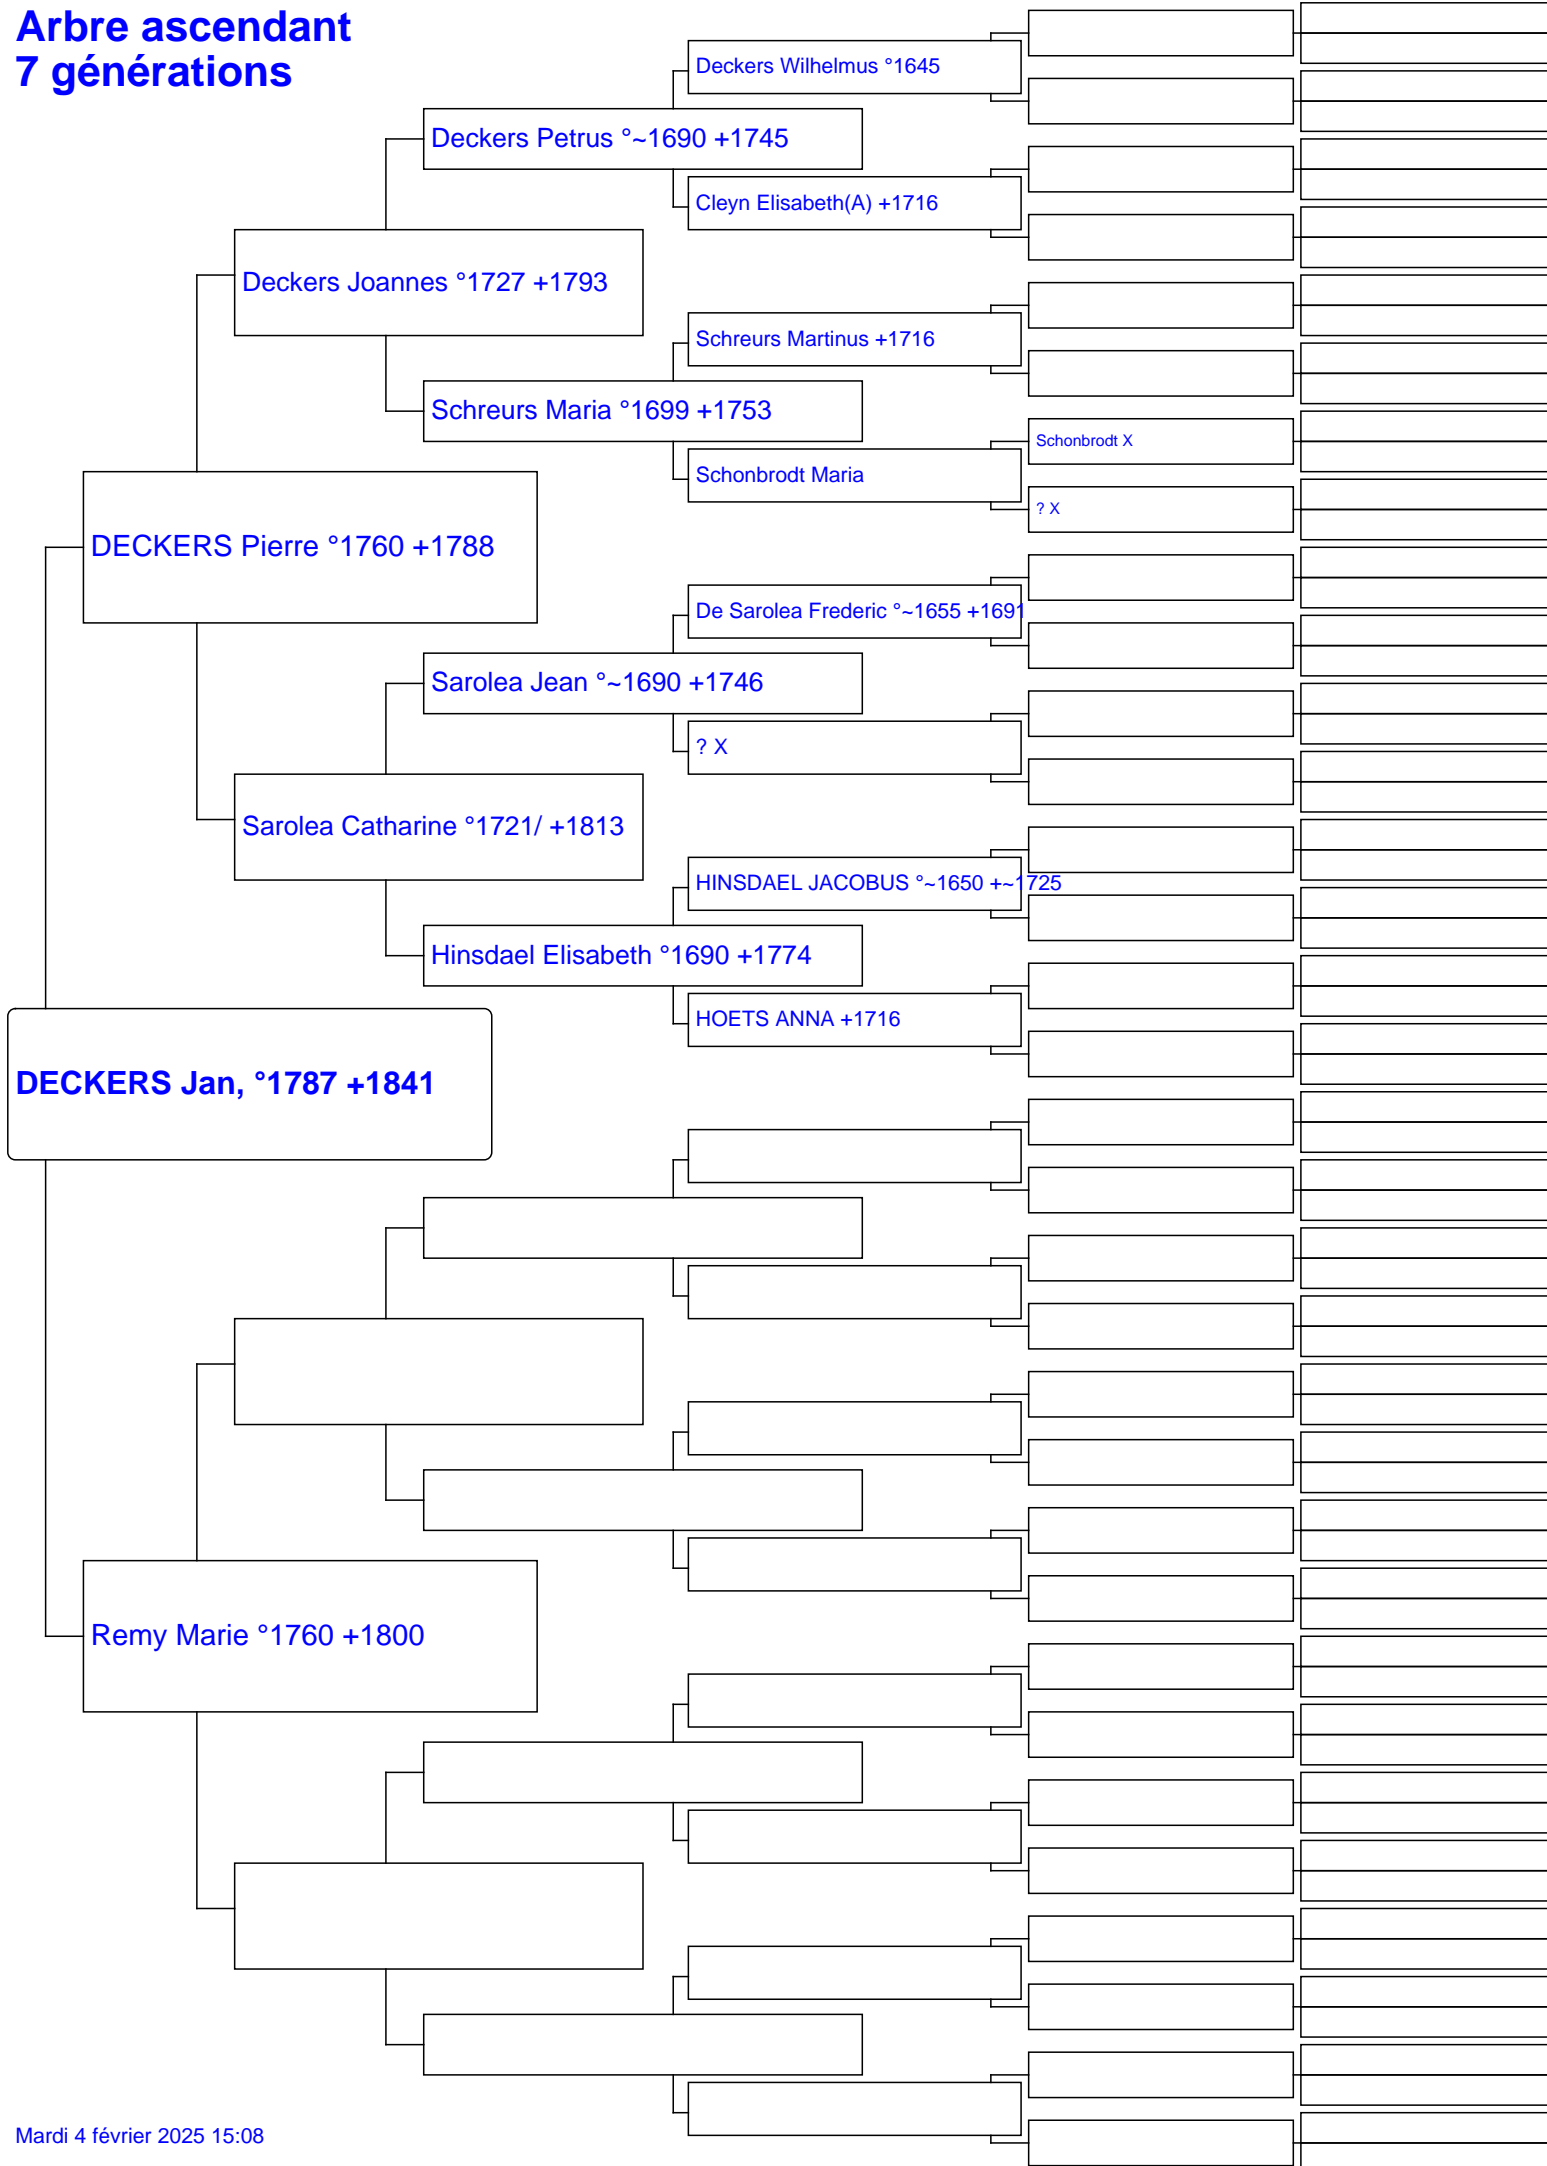 Arbre ascendant
7 générations
Deckers Wilhelmus °1645
Deckers Petrus °~1690 +1745
Cleyn Elisabeth(A) +1716
Deckers Joannes °1727 +1793
Schreurs Martinus +1716
Schreurs Maria °1699 +1753
Schonbrodt X
Schonbrodt Maria
? X
DECKERS Pierre °1760 +1788
De Sarolea Frederic °~1655 +1691
Sarolea Jean °~1690 +1746
? X
Sarolea Catharine °1721/ +1813
HINSDAEL JACOBUS °~1650 +~1725
Hinsdael Elisabeth °1690 +1774
HOETS ANNA +1716
DECKERS Jan, °1787 +1841
Remy Marie °1760 +1800
Mardi 4 février 2025 15:08